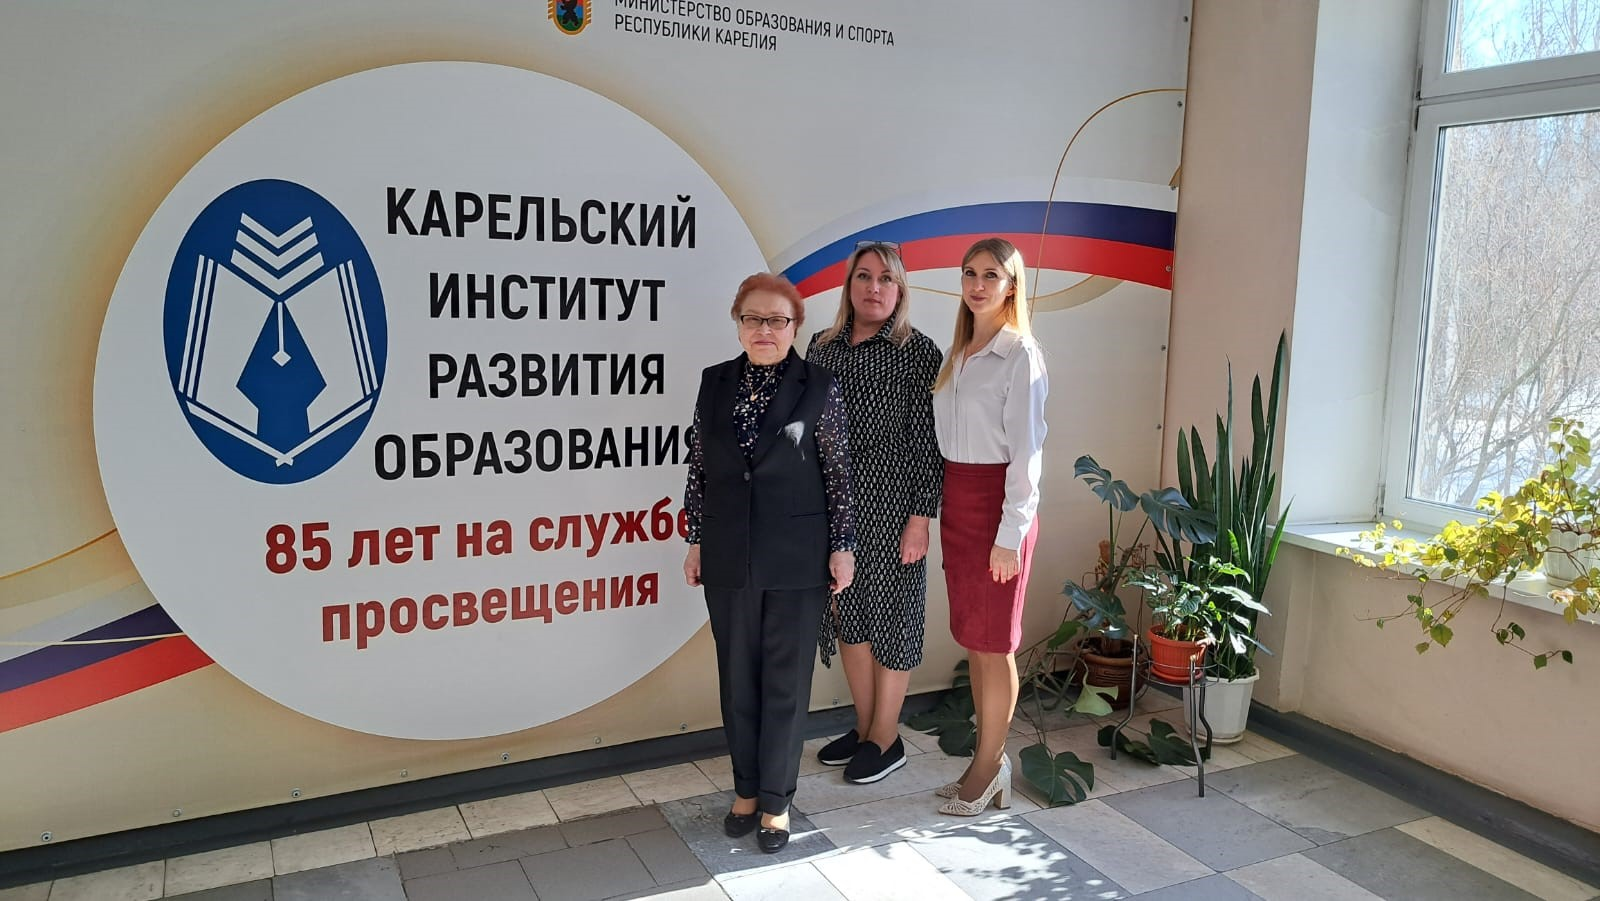 МИНИСТЕРСТВО ОБРАЗОВАНИЯ И СПОРТА
РЕСПУБЛИКИ КАРЕЛИЯ
КАРЕЛЬСКИЙ
ИНСТИТУТ
РАЗВИТИЯ
ОБРАЗОВАНИЯ
85 лет на службе
просвещения